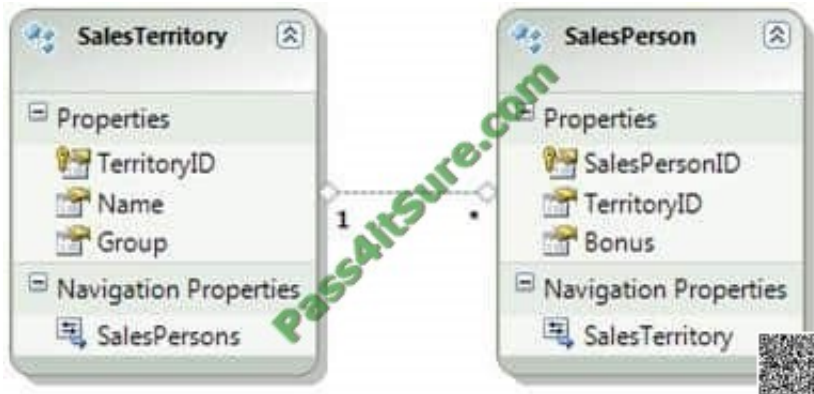 SalesTerritory
Properties
TerritoryID
Name
Group
Navigation Properties
SalesPersons
1
*
SalesPerson
Properties
SalesPersonID
TerritoryID
Bonus
Navigation Properties
SalesTerritory
Pass4itSure.com